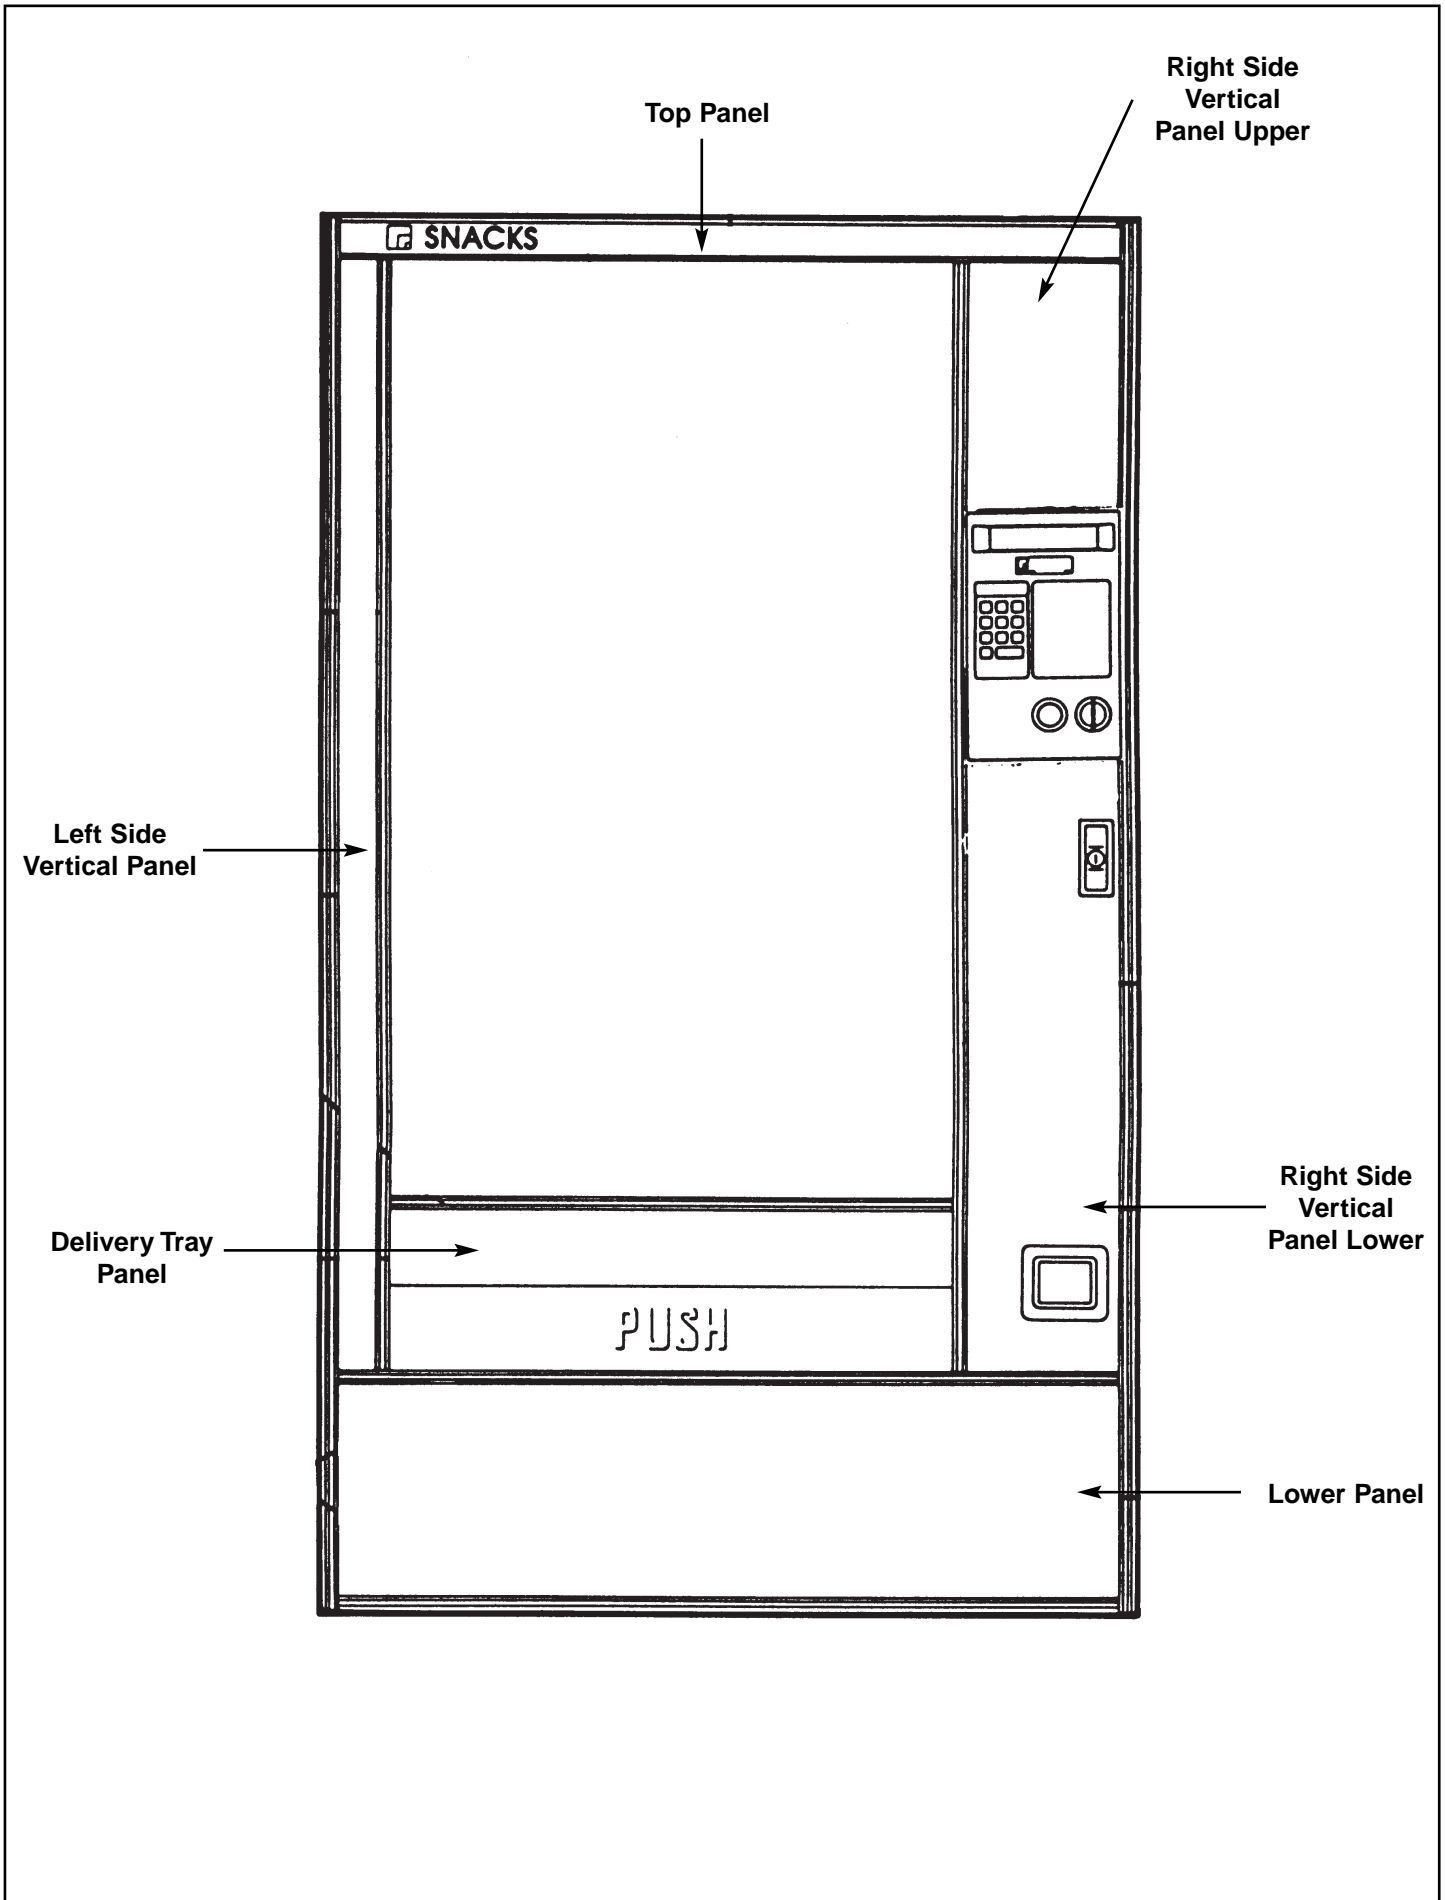 Right Side
Vertical
Panel Upper
Top Panel
SNACKS
Left Side
Vertical Panel
Right Side
Vertical
Panel Lower
Delivery Tray
Panel
PUSH
Lower Panel